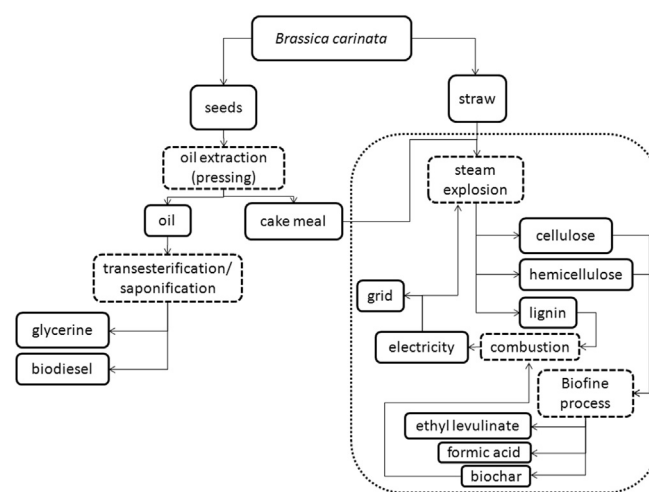 Brassica carinata
seeds
straw
oil extraction
(pressing)
steam
explosion
oil
cake meal
cellulose
transesterification/
saponification
hemicellulose
grid
lignin
glycerine
electricity
combustion
biodiesel
Biofine
process
ethyl levulinate
formic acid
biochar